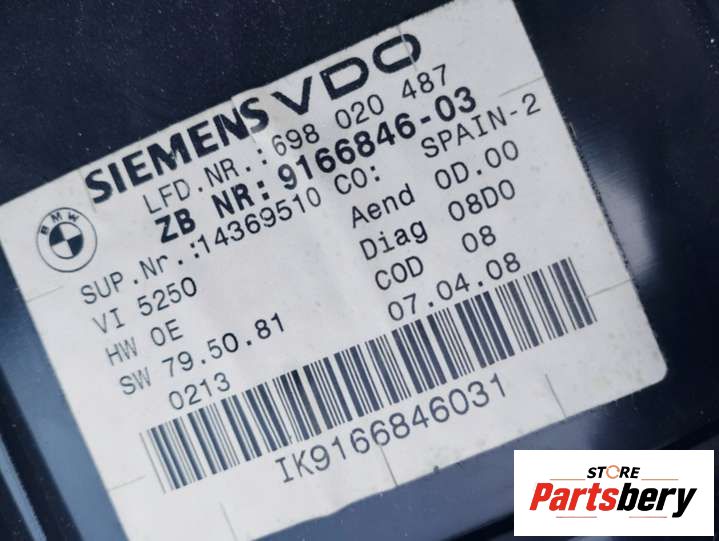 SIEMENS VDO
LFD.NR.:698 020 487
ZB NR:9166846-03
BMW
SUP.Nr.:14369510 CO: SPAIN-2
VI 5250 Aend 0D.00
HW 0E Diag 08D0
SW 79.50.81 COD 08
0213 07.04.08
IK9166846031
STORE
Partsbery